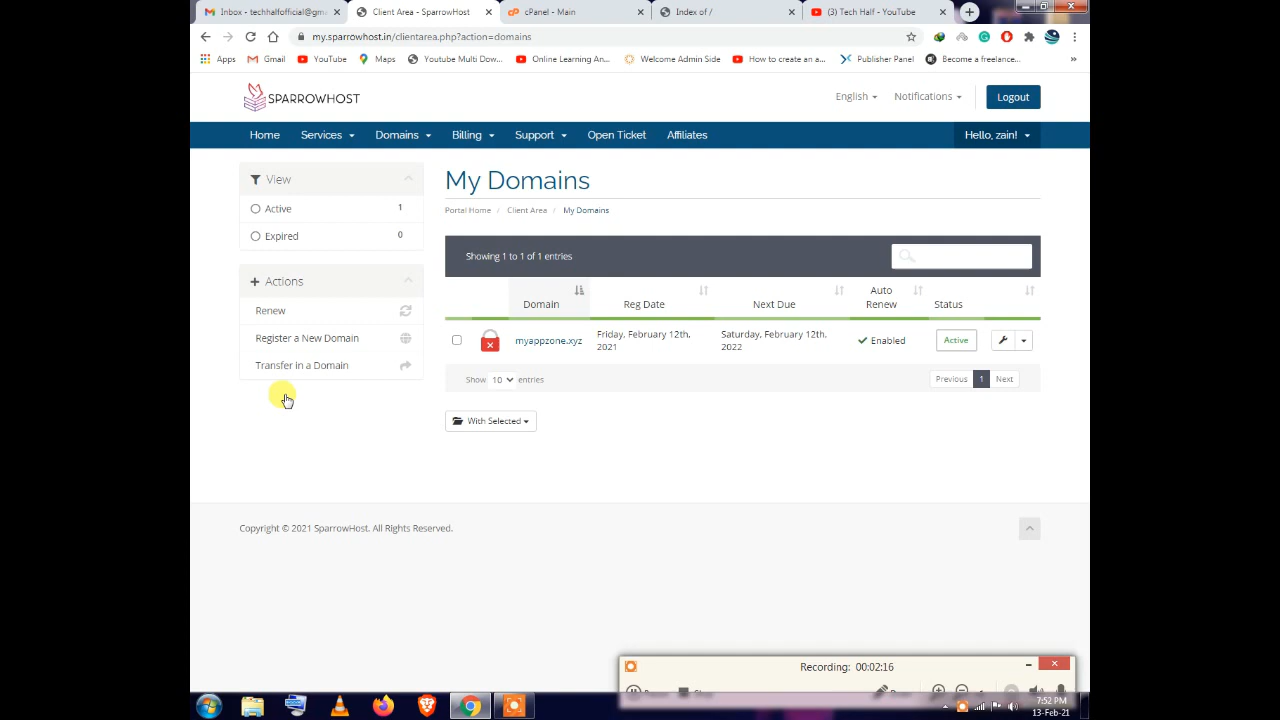 Inbox - techhalfofficial@gm
Client Area - SparrowHost
cPanel - Main
Index of /
(3) Tech Half - YouTube
my.sparrowhost.in/clientarea.php?action=domains
Apps
Gmail
YouTube
Maps
Youtube Multi Dow...
Online Learning An...
Welcome Admin Side
How to create an a...
Publisher Panel
Become a freelance...
»
SPARROWHOST
English
Notifications
Logout
Home
Services
Domains
Billing
Support
Open Ticket
Affiliates
Hello, zain!
View
Active 1
Expired 0
Actions
Renew
Register a New Domain
Transfer in a Domain
My Domains
Portal Home / Client Area / My Domains
Showing 1 to 1 of 1 entries
Domain
Reg Date
Next Due
Auto
Renew
Status
myappzone.xyz
Friday, February 12th,
2021
Saturday, February 12th,
2022
Enabled
Active
Show 10 entries
Previous 1 Next
With Selected
Copyright © 2021 SparrowHost. All Rights Reserved.
Recording: 00:02:16
7:52 PM
13-Feb-21